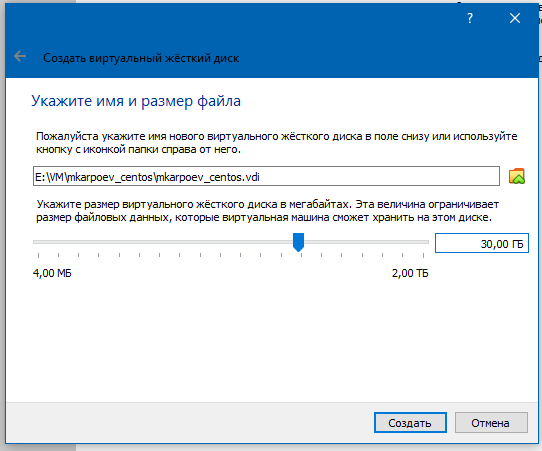 ?
Создать виртуальный жёсткий диск
Укажите имя и размер файла
Пожалуйста укажите имя нового виртуального жёсткого диска в поле снизу или используйте
кнопку с иконкой папки справа от него.
E:\VM\mkarpoev_centos\mkarpoev_centos.vdi
Укажите размер виртуального жёсткого диска в мегабайтах. Эта величина ограничивает
размер файловых данных, которые виртуальная машина сможет хранить на этом диске.
30,00 ГБ
4,00 МБ
2,00 ТБ
Создать
Отмена